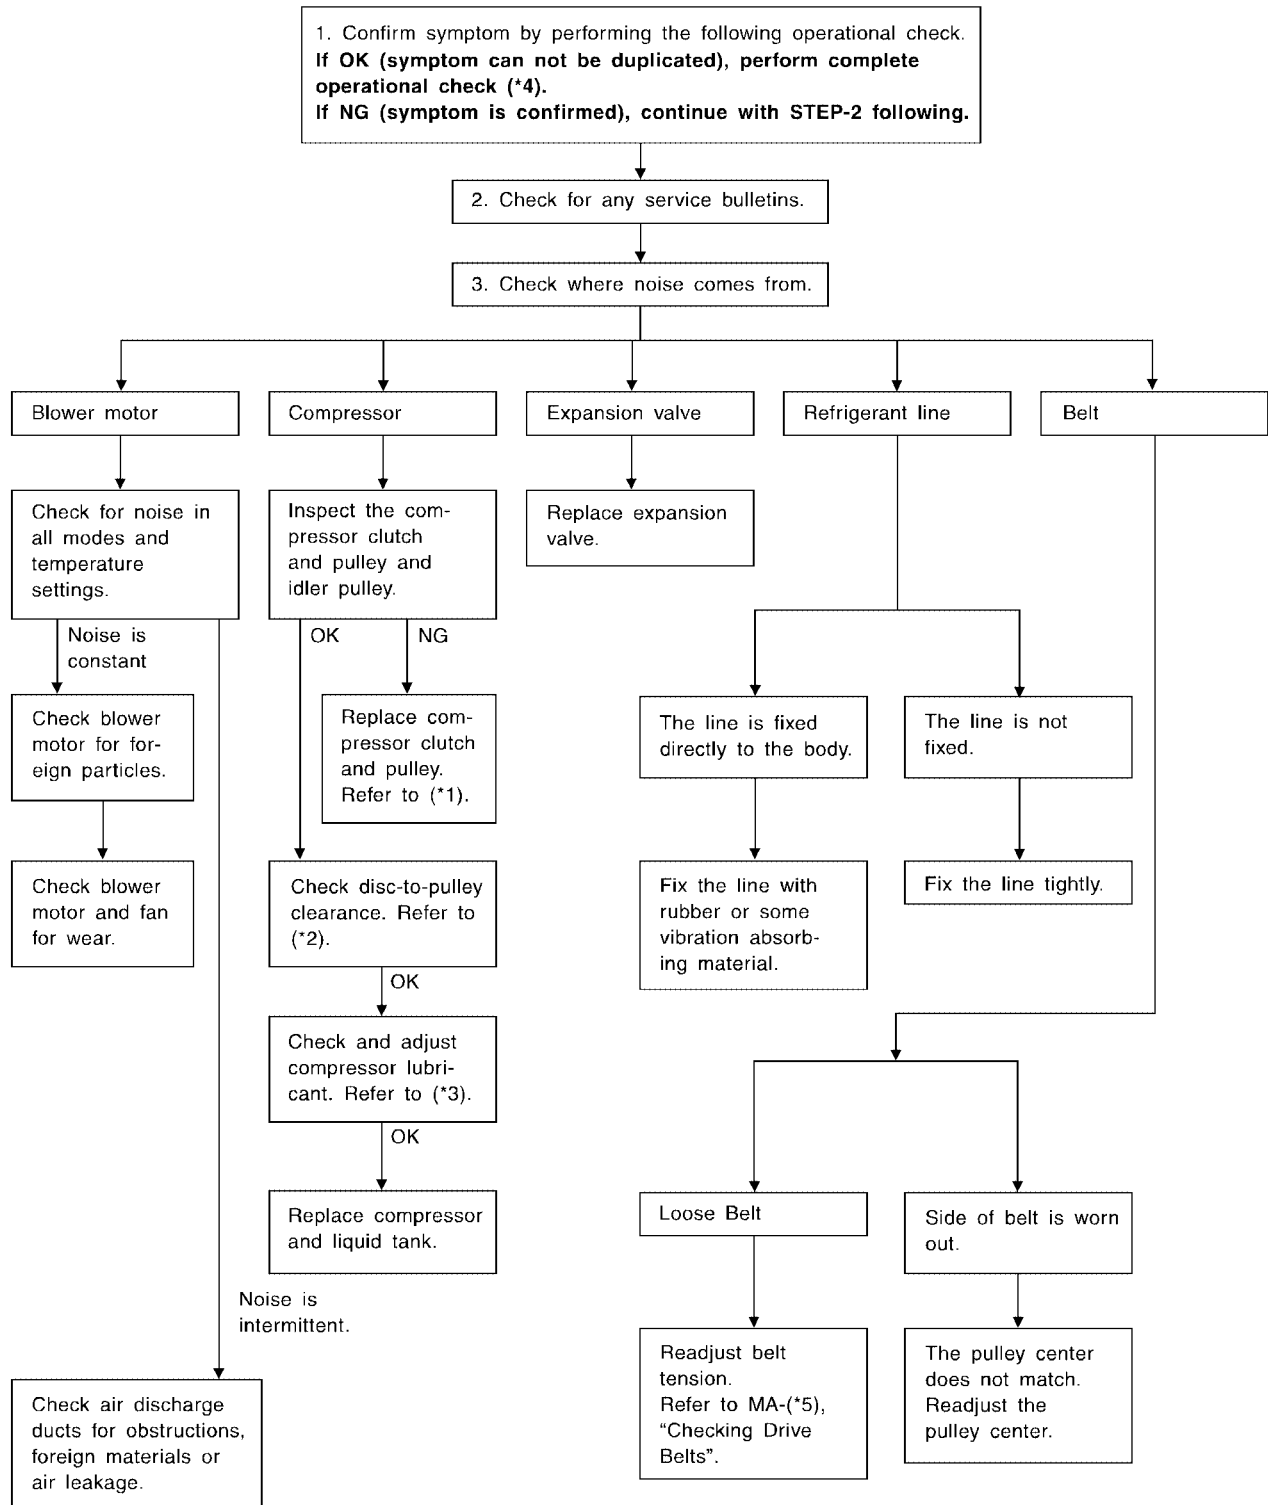 1. Confirm symptom by performing the following operational check.
If OK (symptom can not be duplicated), perform complete
operational check (*4).
If NG (symptom is confirmed), continue with STEP-2 following.
2. Check for any service bulletins.
3. Check where noise comes from.
Blower motor
Compressor
Expansion valve
Refrigerant line
Belt
Check for noise in
all modes and
temperature
settings.
Inspect the com-
pressor clutch
and pulley and
idler pulley.
Replace expansion
valve.
Noise is
constant
OK
NG
Check blower
motor for for-
eign particles.
Replace com-
pressor clutch
and pulley.
Refer to (*1).
The line is fixed
directly to the body.
The line is not
fixed.
Check blower
motor and fan
for wear.
Check disc-to-pulley
clearance. Refer to
(*2).
Fix the line with
rubber or some
vibration absorb-
ing material.
Fix the line tightly.
OK
Check and adjust
compressor lubri-
cant. Refer to (*3).
OK
Replace compressor
and liquid tank.
Loose Belt
Side of belt is worn
out.
Noise is
intermittent.
Readjust belt
tension.
Refer to MA-(*5),
“Checking Drive
Belts”.
The pulley center
does not match.
Readjust the
pulley center.
Check air discharge
ducts for obstructions,
foreign materials or
air leakage.